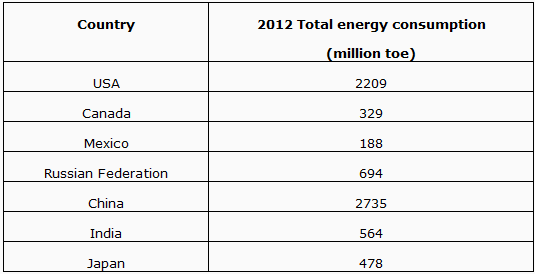 Country 2012 Total energy consumption
(million toe)
USA 2209
Canada 329
Mexico 188
Russian Federation 694
China 2735
India 564
Japan 478